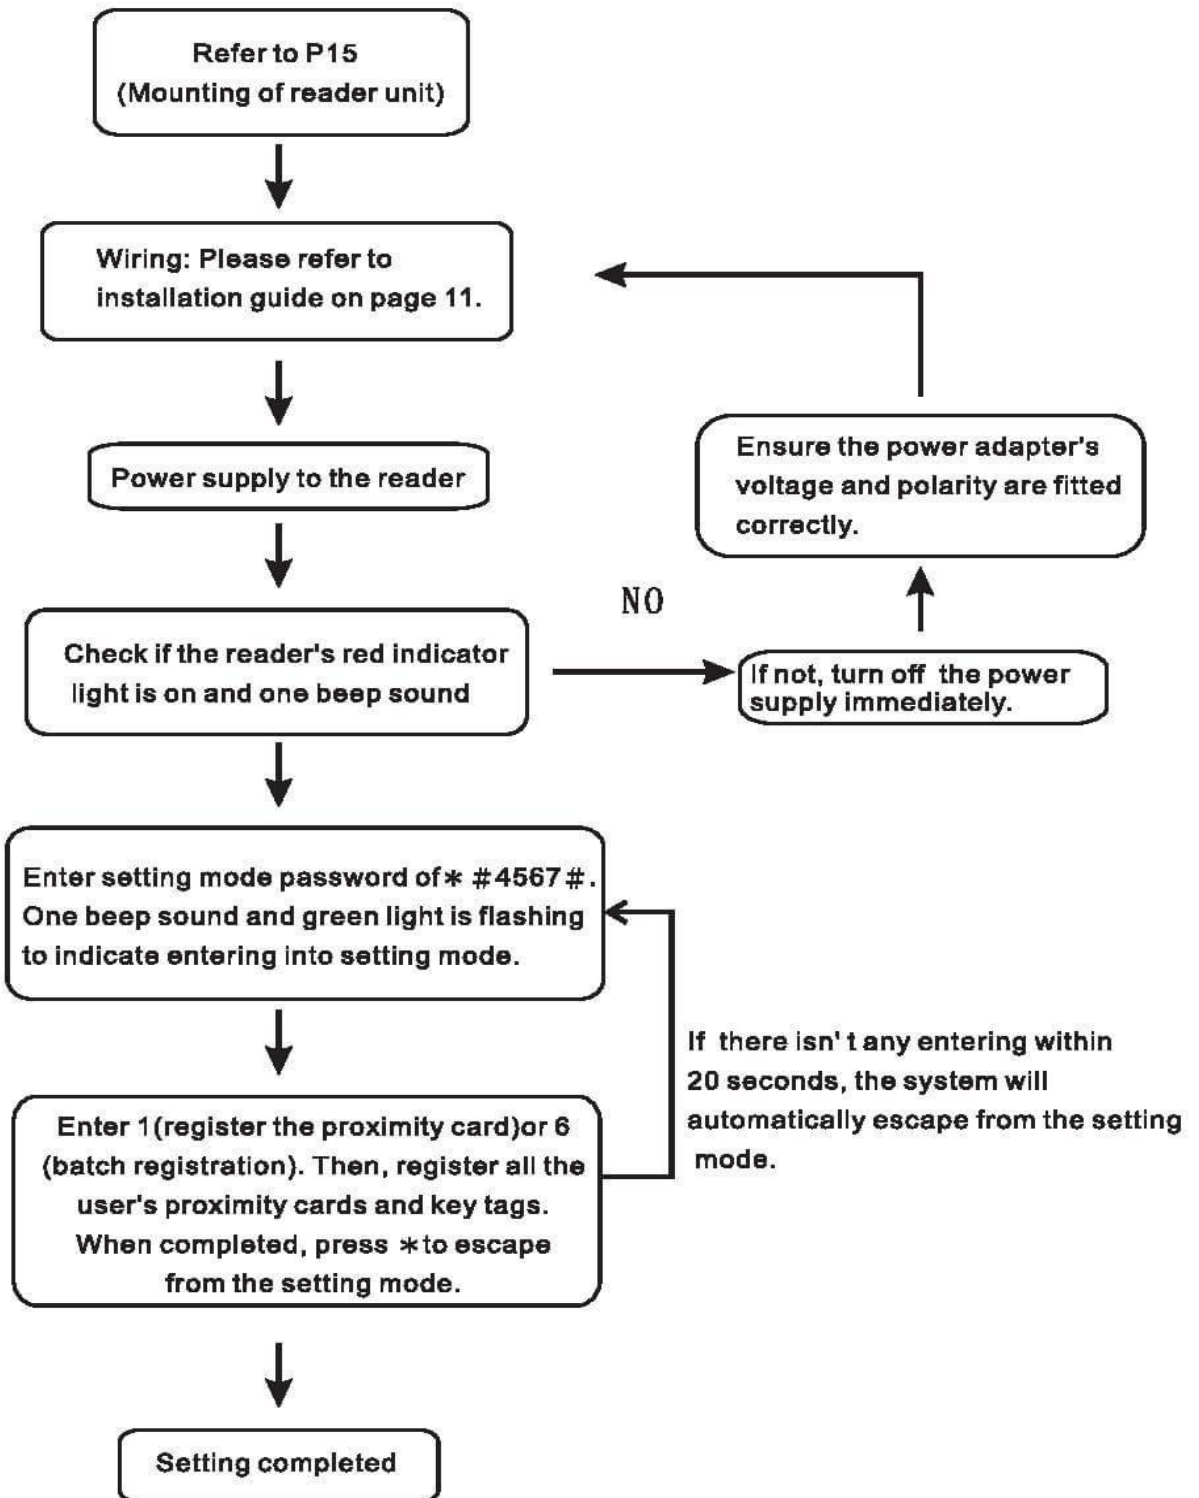 Refer to P15
(Mounting of reader unit)
Wiring: Please refer to
installation guide on page 11.
Power supply to the reader
Check if the reader's red indicator
light is on and one beep sound
NO
If not, turn off the power
supply immediately.
Ensure the power adapter's
voltage and polarity are fitted
correctly.
Enter setting mode password of * #4567#.
One beep sound and green light is flashing
to indicate entering into setting mode.
Enter 1(register the proximity card)or 6
(batch registration). Then, register all the
user's proximity cards and key tags.
When completed, press * to escape
from the setting mode.
If there isn't any entering within
20 seconds, the system will
automatically escape from the setting
mode.
Setting completed